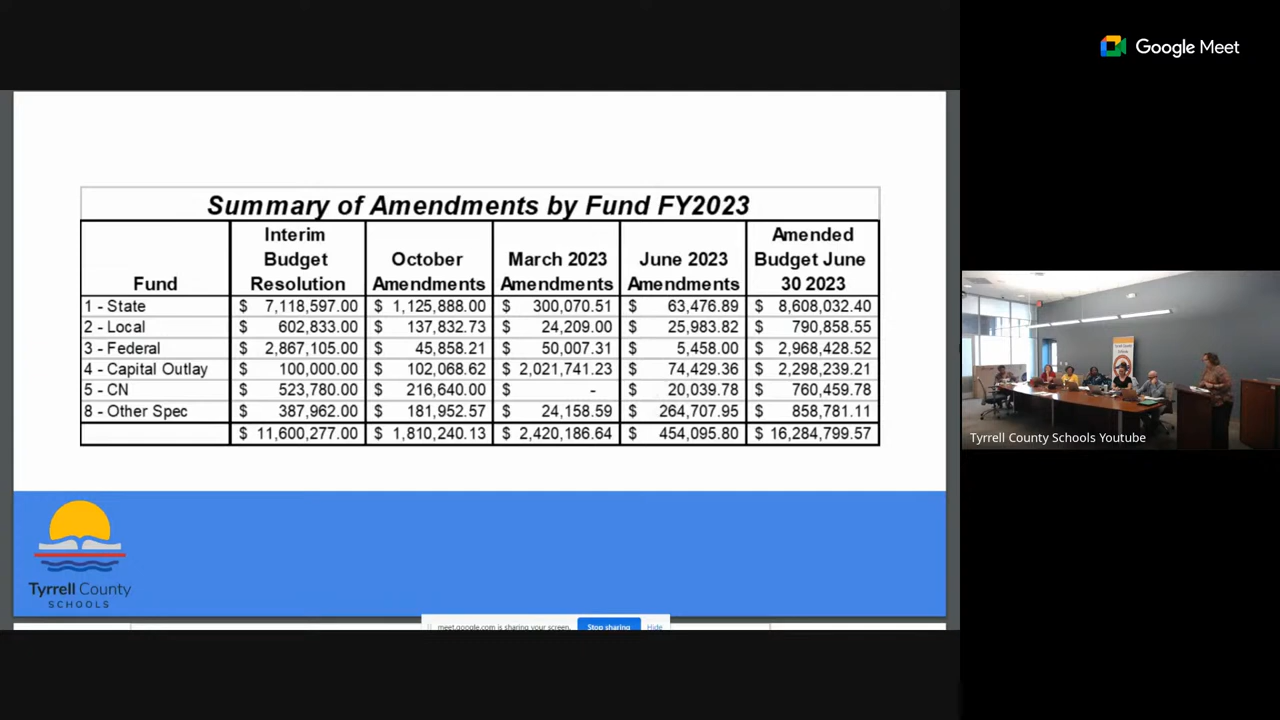 Google Meet
Summary of Amendments by Fund FY2023
Fund Interim Budget Resolution October Amendments March 2023 Amendments June 2023 Amendments Amended Budget June 30 2023
1 - State $ 7,118,597.00 $ 1,125,888.00 $ 300,070.51 $ 63,476.89 $ 8,608,032.40
2 - Local $ 602,833.00 $ 137,832.73 $ 24,209.00 $ 25,983.82 $ 790,858.55
3 - Federal $ 2,867,105.00 $ 45,858.21 $ 50,007.31 $ 5,458.00 $ 2,968,428.52
4 - Capital Outlay $ 100,000.00 $ 102,068.62 $ 2,021,741.23 $ 74,429.36 $ 2,298,239.21
5 - CN $ 523,780.00 $ 216,640.00 $ - $ 20,039.78 $ 760,459.78
8 - Other Spec $ 387,962.00 $ 181,952.57 $ 24,158.59 $ 264,707.95 $ 858,781.11
$ 11,600,277.00 $ 1,810,240.13 $ 2,420,186.64 $ 454,095.80 $ 16,284,799.57
Tyrrell County Schools Youtube
Tyrrell County
SCHOOLS
meet.google.com is sharing your screen. Stop sharing Hide